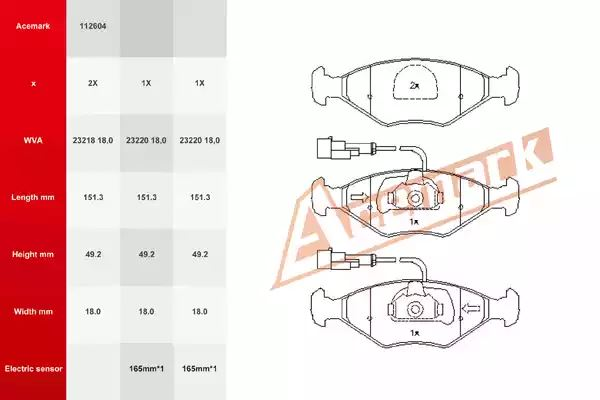 Acemark 112604
x 2X 1X 1X
WVA 23218 18,0 23220 18,0 23220 18,0
Length mm 151.3 151.3 151.3
Height mm 49.2 49.2 49.2
Width mm 18.0 18.0 18.0
Electric sensor 165mm*1 165mm*1
2x
1x
1x
Acemark